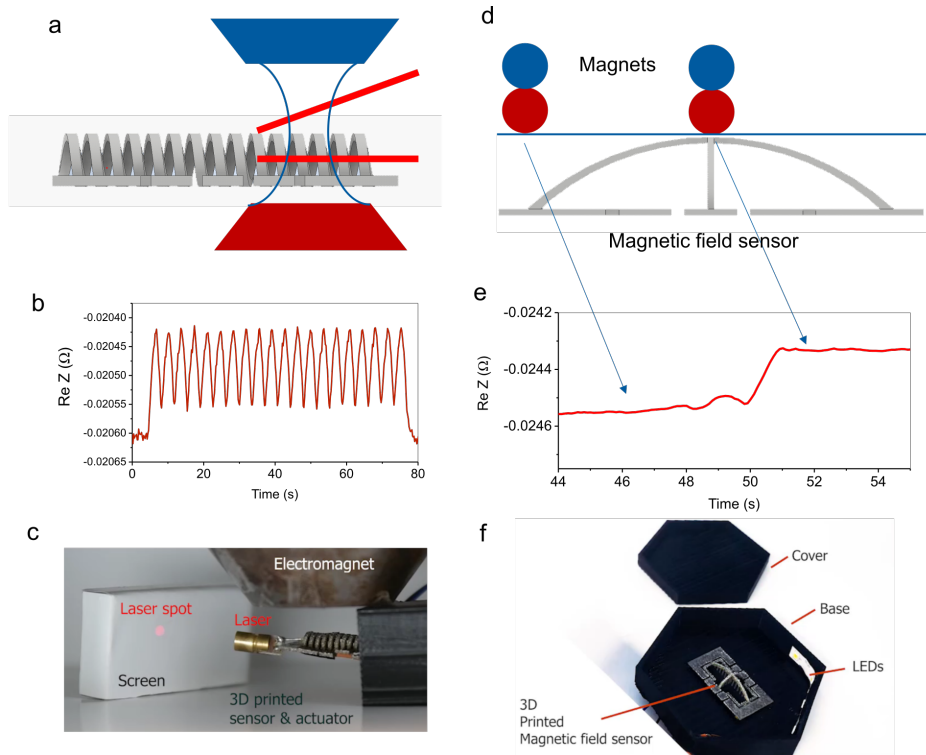 a
b
-0.02040
-0.02045
-0.02050
-0.02055
-0.02060
-0.02065
Re Z (Ω)
0
20
40
60
80
Time (s)
c
Electromagnet
Laser spot
Laser
Screen
3D printed
sensor & actuator
d
Magnets
Magnetic field sensor
e
-0.0242
-0.0244
-0.0246
Re Z (Ω)
44
46
48
50
52
54
Time (s)
f
Cover
Base
LEDs
3D
Printed
Magnetic field sensor